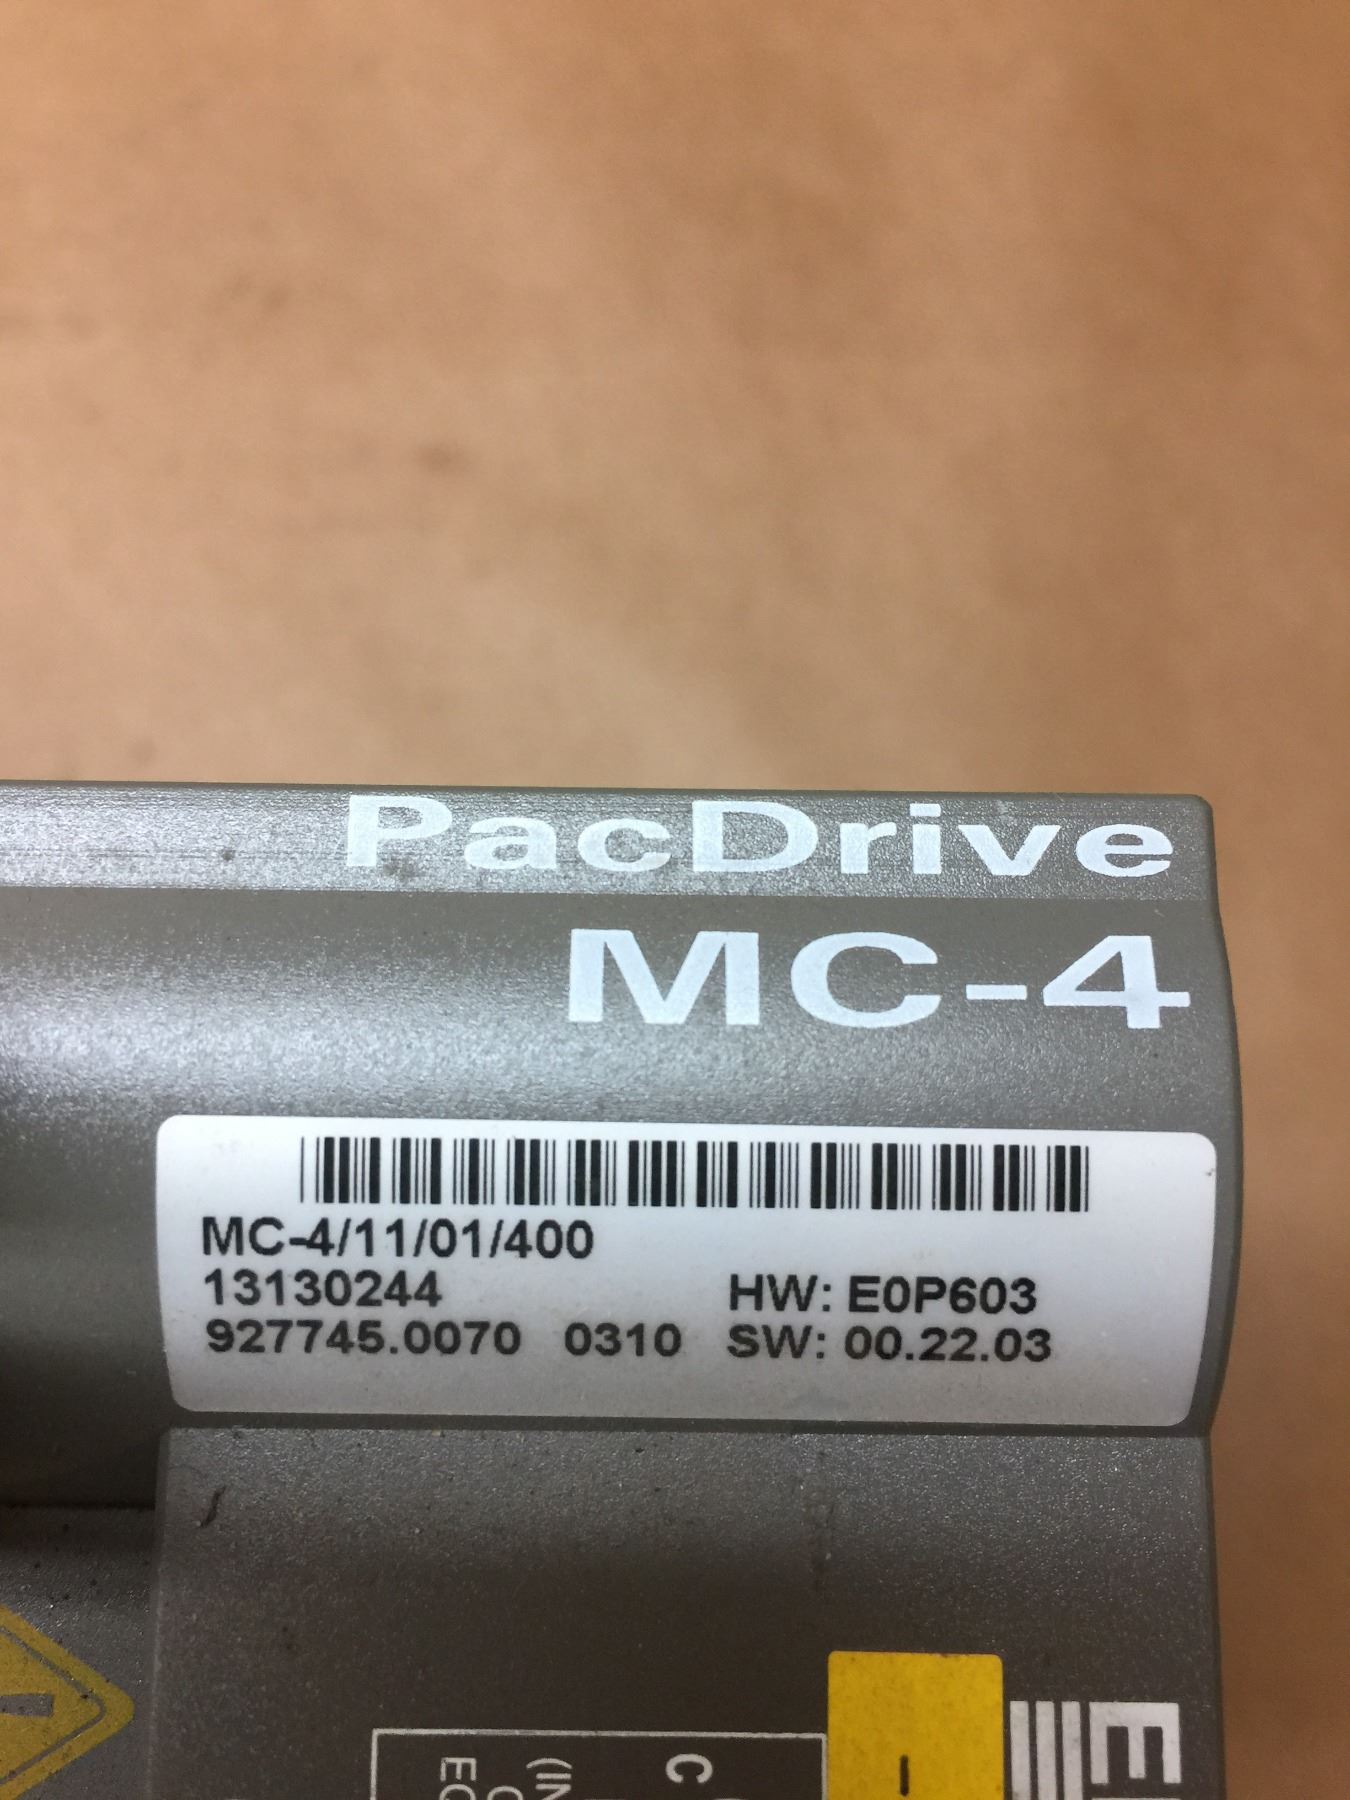 PacDrive
MC-4
MC-4/11/01/400
13130244 HW: E0P603
927745.0070 0310 SW: 00.22.03